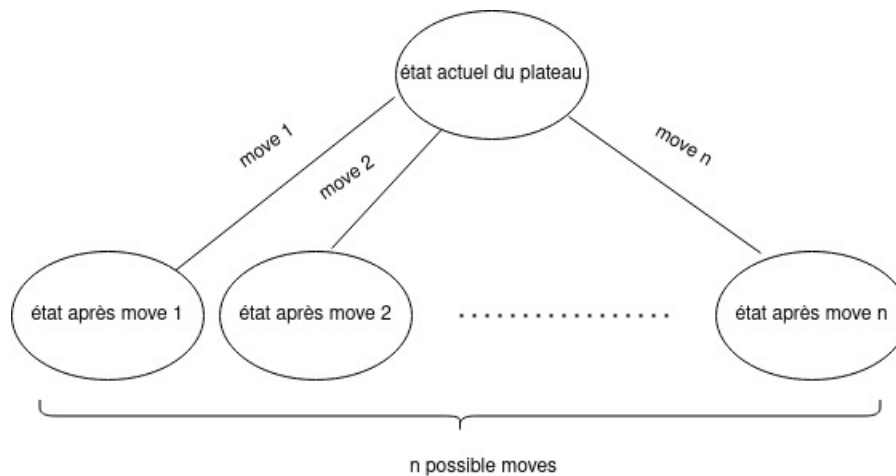 état actuel du plateau
move 1
move 2
move n
état après move 1
état après move 2
état après move n
n possible moves